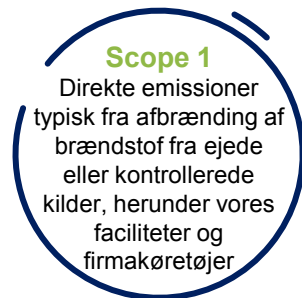 Scope 1
Direkte emissioner
typisk fra afbrænding af
brændstof fra ejede
eller kontrollerede
kilder, herunder vores
faciliteter og
firmakøretøjer